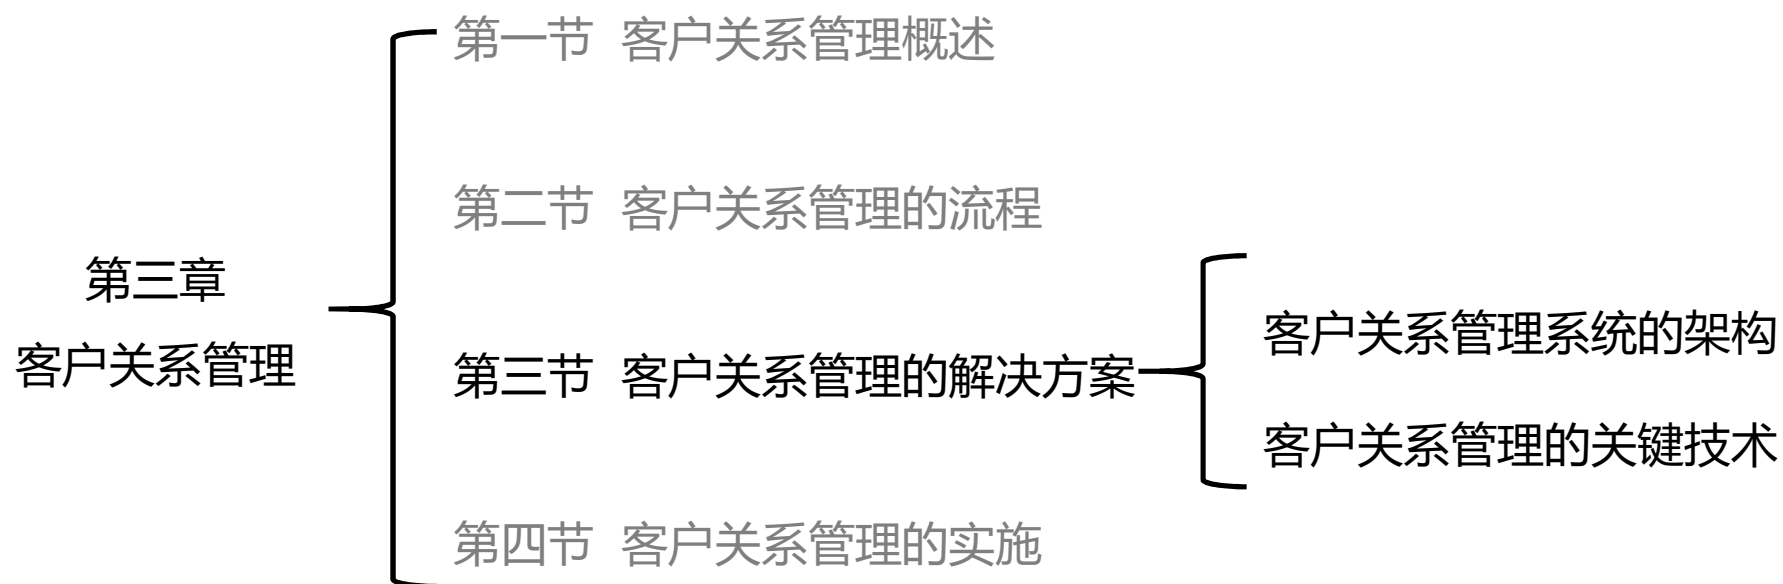 第一节 客户关系管理概述
第二节 客户关系管理的流程
第三章
客户关系管理
第三节 客户关系管理的解决方案
客户关系管理系统的架构
客户关系管理的关键技术
第四节 客户关系管理的实施